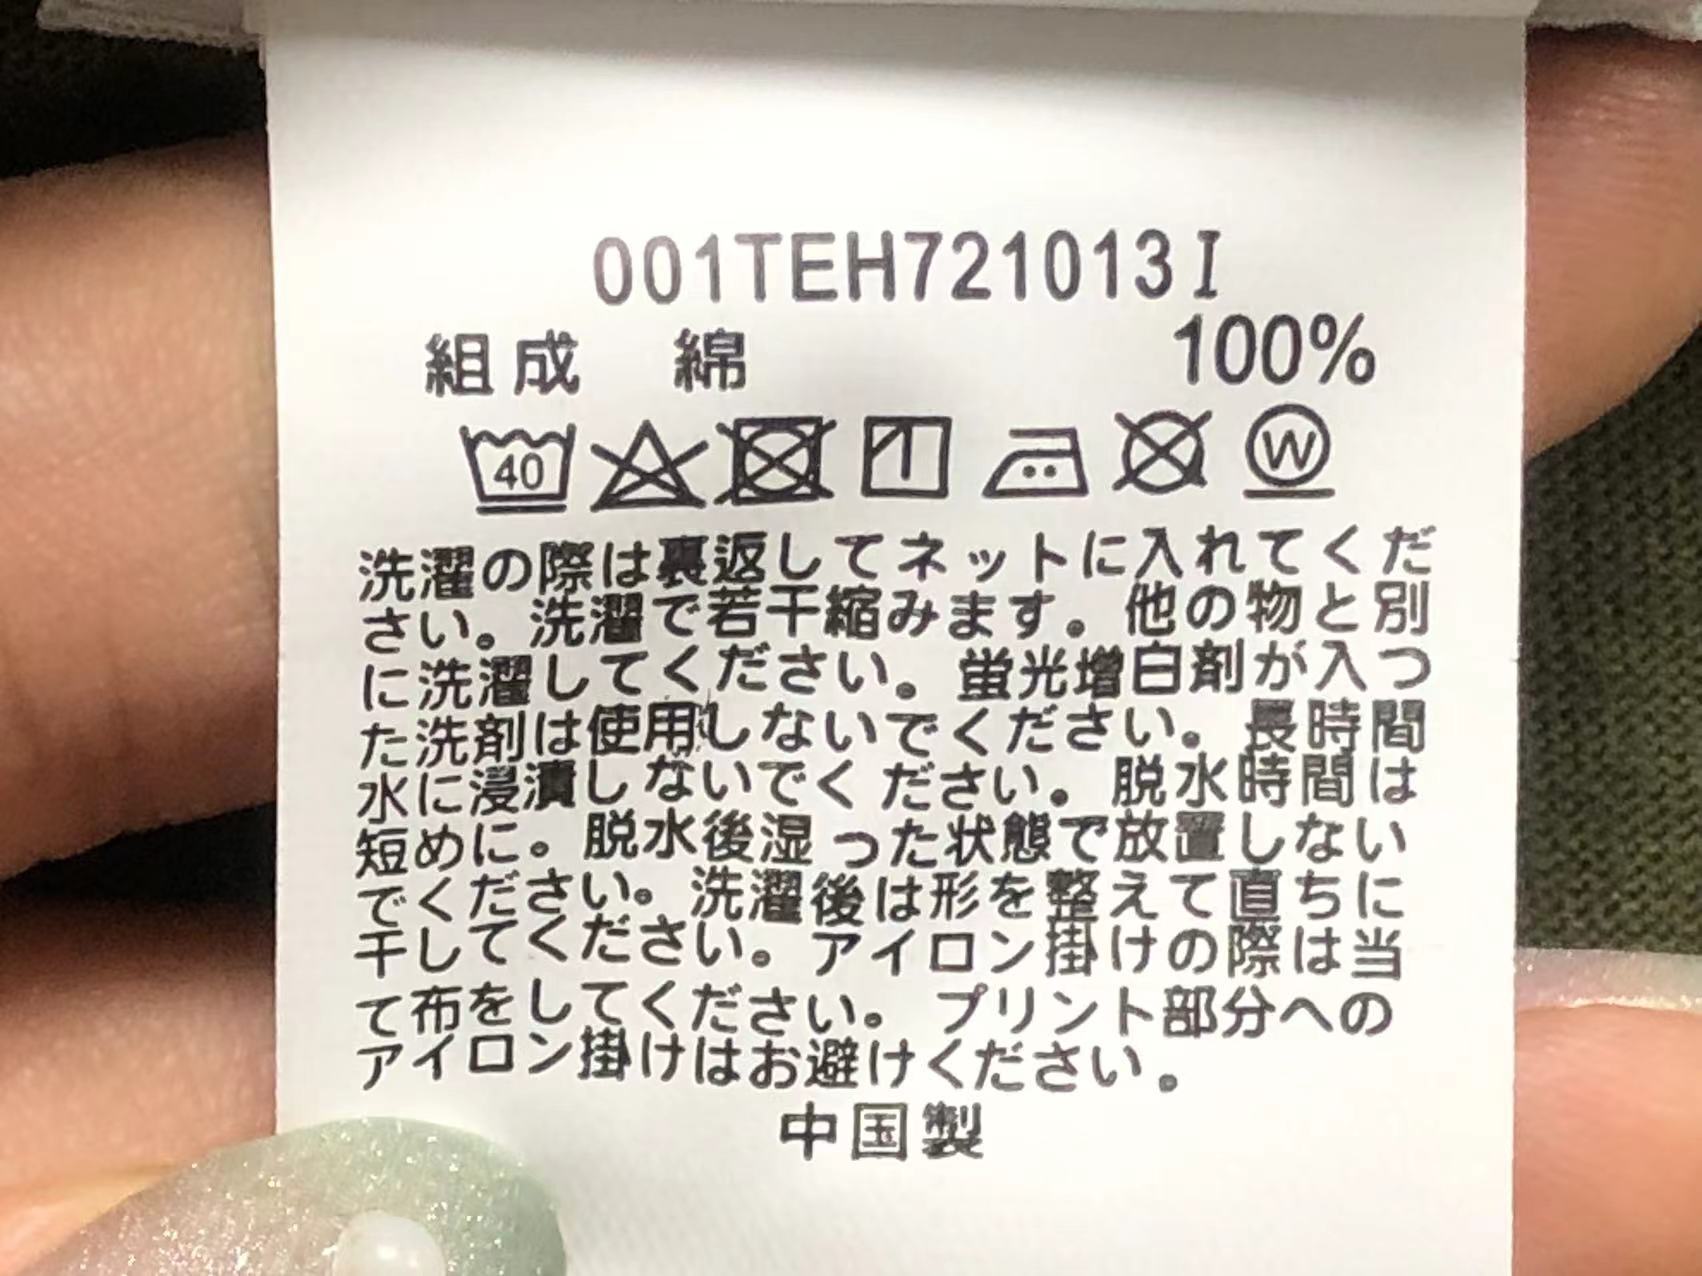 001TEH721013I
組成 綿 100%
40 W
洗濯の際は裏返してネットに入れてくだ
さい。洗濯で若干縮みます。他の物と別
に洗濯してください。蛍光増白剤が入つ
た洗剤は使用しないでください。長時間
水に浸漬しないでください。脱水時間は
短めに。脱水後湿った状態で放置しない
でください。洗濯後は形を整えて直ちに
干してください。アイロン掛けの際は当
て布をしてください。プリント部分への
アイロン掛けはお避けください。
中国製